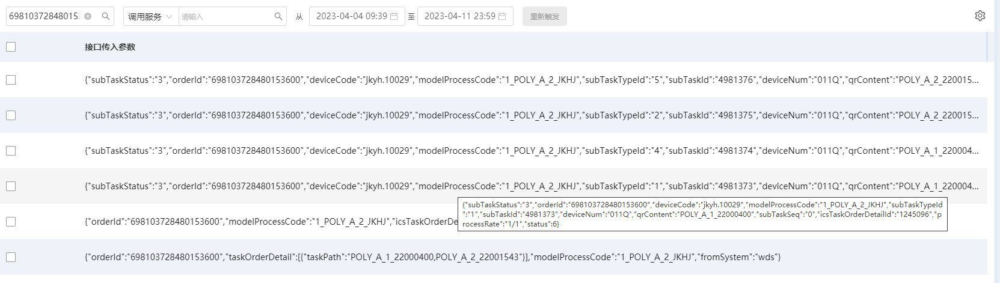 69810372848015: 调用服务 请输入 从 2023-04-04 09:39 至 2023-04-11 23:59 重新触发
接口传入参数
{"subTaskStatus":"3","orderId":"698103728480153600","deviceCode":"jkyh.10029","modelProcessCode":"1_POLY_A_2_JKHJ","subTaskTypeId":"5","subTaskId":"4981376","deviceNum":"011Q","qrContent":"POLY_A_2_220015...
{"subTaskStatus":"3","orderId":"698103728480153600","deviceCode":"jkyh.10029","modelProcessCode":"1_POLY_A_2_JKHJ","subTaskTypeId":"2","subTaskId":"4981375","deviceNum":"011Q","qrContent":"POLY_A_2_220015...
{"subTaskStatus":"3","orderId":"698103728480153600","deviceCode":"jkyh.10029","modelProcessCode":"1_POLY_A_2_JKHJ","subTaskTypeId":"4","subTaskId":"4981374","deviceNum":"011Q","qrContent":"POLY_A_1_220004...
{"subTaskStatus":"3","orderId":"698103728480153600","deviceCode":"jkyh.10029","modelProcessCode":"1_POLY_A_2_JKHJ","subTaskTypeId":"1","subTaskId":"4981373","deviceNum":"011Q","qrContent":"POLY_A_1_220004...
{"subTaskStatus":"3","orderId":"698103728480153600","deviceCode":"jkyh.10029","modelProcessCode":"1_POLY_A_2_JKHJ","subTaskTypeId
":"1","subTaskId":"4981373","deviceNum":"011Q","qrContent":"POLY_A_1_22000400","subTaskSeq":"0","icsTaskOrderDetailId":"1245096","p
rocessRate":"1/1","status":6}
{"orderId":"698103728480153600","modelProcessCode":"1_POLY_A_2_JKHJ","icsTaskOrderDe
{"orderId":"698103728480153600","taskOrderDetail":[{"taskPath":"POLY_A_1_22000400,POLY_A_2_22001543"}],"modelProcessCode":"1_POLY_A_2_JKHJ","fromSystem":"wds"}